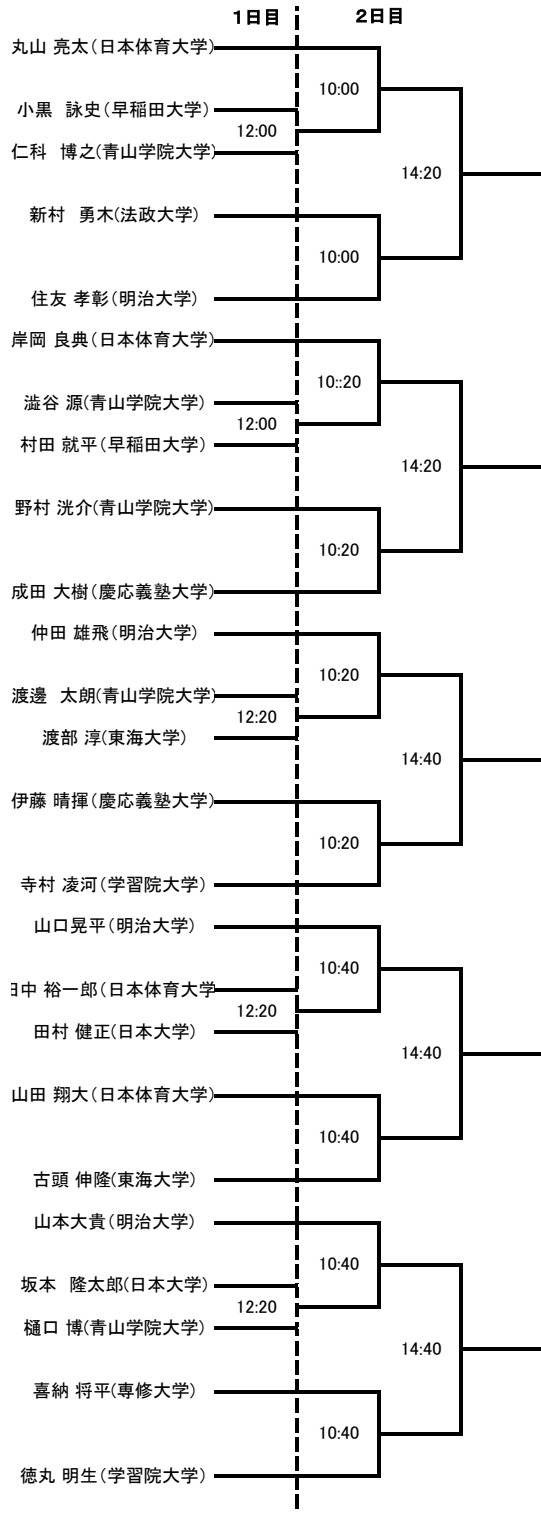 1日目 2日目
丸山 亮太(日本体育大学)
10:00
小黒　詠史(早稲田大学)
12:00
仁科　博之(青山学院大学)
14:20
新村　勇木(法政大学)
10:00
住友 孝彰(明治大学)
岸岡 良典(日本体育大学)
10::20
澁谷 源(青山学院大学)
12:00
村田 就平(早稲田大学)
14:20
野村 洸介(青山学院大学)
10:20
成田 大樹(慶応義塾大学)
仲田 雄飛(明治大学)
10:20
渡邊　太朗(青山学院大学)
12:20
渡部 淳(東海大学)
14:40
伊藤 晴揮(慶応義塾大学)
10:20
寺村 凌河(学習院大学)
山口晃平(明治大学)
10:40
田中 裕一郎(日本体育大学
12:20
田村 健正(日本大学)
14:40
山田 翔大(日本体育大学)
10:40
古頭 伸隆(東海大学)
山本大貴(明治大学)
10:40
坂本　隆太郎(日本大学)
12:20
樋口 博(青山学院大学)
14:40
喜納 将平(専修大学)
10:40
徳丸 明生(学習院大学)